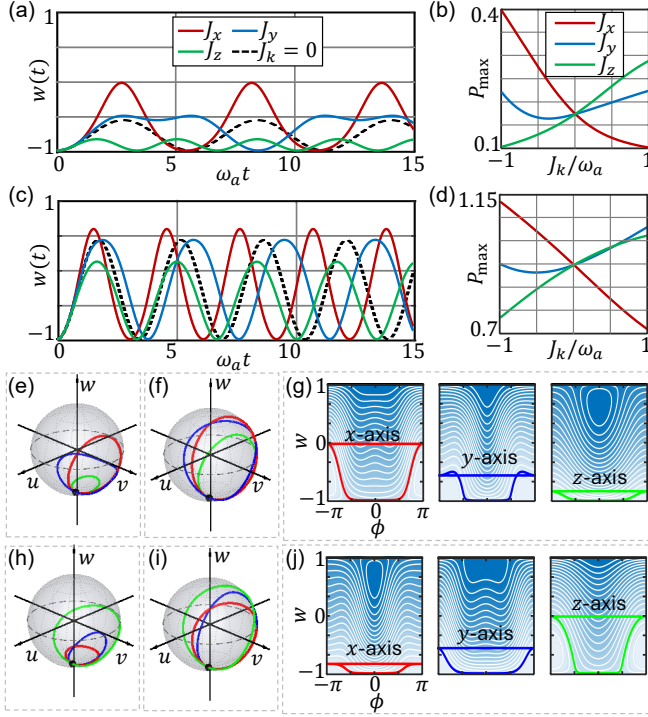 (a)
1
w(t)
−1
J_x J_y
J_z J_k = 0
0 5 10 15
ω_a t
(b)
0.4
P_max
0.1
J_x
J_y
J_z
−1 1
J_k/ω_a
(c)
1
w(t)
−1
0 5 10 15
ω_a t
(d)
1.15
P_max
0.7
−1 1
J_k/ω_a
(e)
w
u v
(f)
w
u v
(g)
1
w
0
−1
x-axis
y-axis
z-axis
−π 0 π
ϕ
(h)
w
u v
(i)
w
u v
(j)
1
w
0
−1
x-axis
y-axis
z-axis
−π 0 π
ϕ